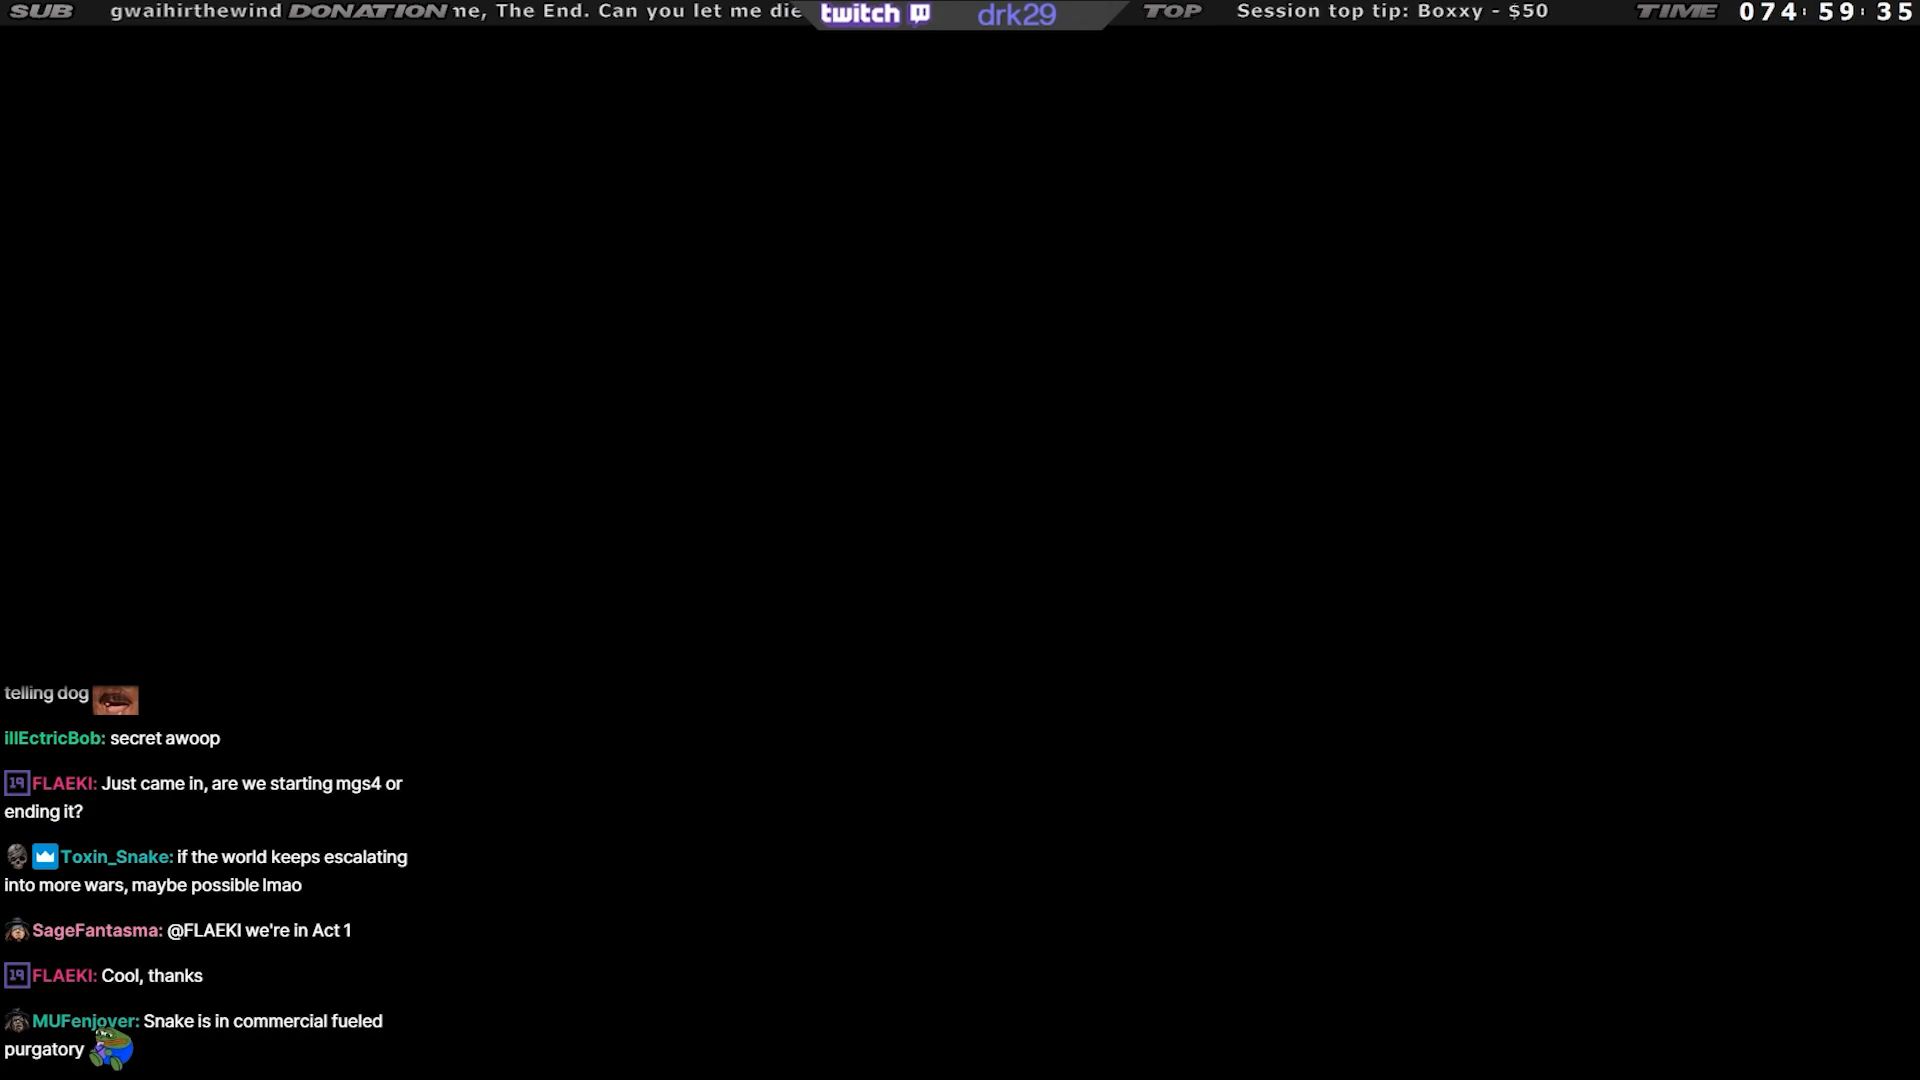 SUB gwaihirthewind DONATION ne, The End. Can you let me die twitch drk29 TOP Session top tip: Boxxy - $50 TIME 074:59:35
telling dog
illEctricBob: secret awoop
19 FLAEKI: Just came in, are we starting mgs4 or
ending it?
Toxin_Snake: if the world keeps escalating
into more wars, maybe possible lmao
SageFantasma: @FLAEKI we're in Act 1
19 FLAEKI: Cool, thanks
MUFenjoyer: Snake is in commercial fueled
purgatory